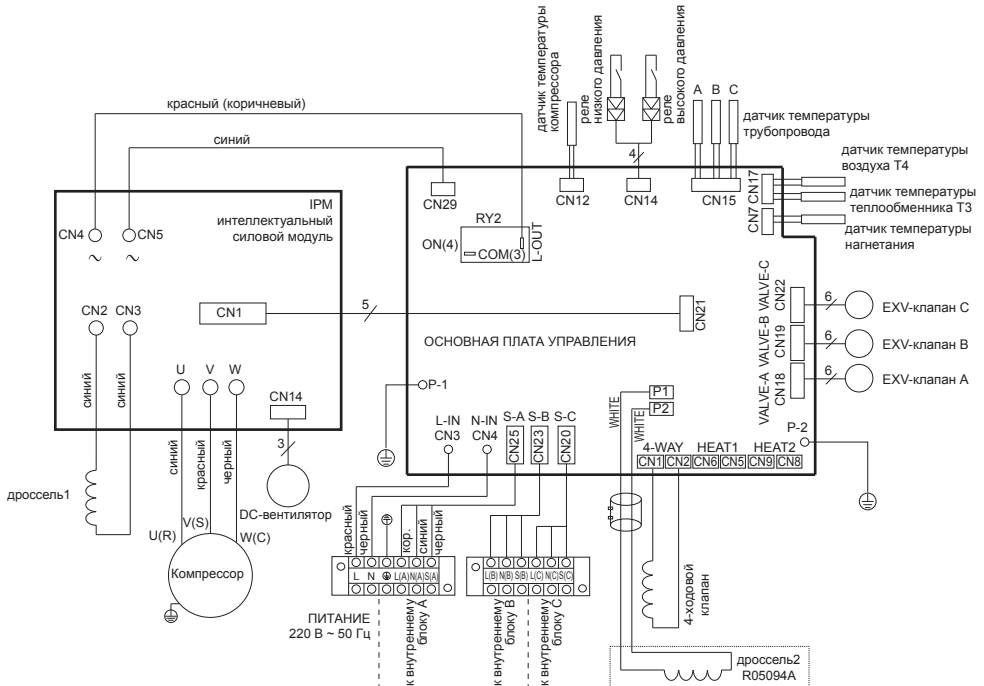 датчик температуры
компрессора
реле
низкого давления
реле
высокого давления
A B C
датчик температуры
трубопровода
датчик температуры
воздуха T4
датчик температуры
теплообменника T3
датчик температуры
нагнетания
красный (коричневый)
синий
4
CN29
CN12
CN14
CN15
CN17
CN7
IPM
интеллектуальный
силовой модуль
CN4
CN5
~
~
RY2
ON(4)
COM(3)
L-OUT
CN2
CN3
CN1
5
CN21
ОСНОВНАЯ ПЛАТА УПРАВЛЕНИЯ
VALVE-C
CN22
6
EXV-клапан C
VALVE-B
CN19
6
EXV-клапан B
VALVE-A
CN18
6
EXV-клапан A
синий
синий
U V W
CN14
3
P-1
P1
P2
WHITE
WHITE
P-2
L-IN
CN3
N-IN
CN4
S-A
CN25
S-B
CN23
S-C
CN20
4-WAY HEAT1 HEAT2
CN1 CN2 CN6 CN5 CN9 CN8
синий
красный
черный
дроссель1
DC-вентилятор
U(R)
V(S)
W(C)
Компрессор
красный
черный
кор.
синий
черный
L N L(A) N(A) S(A)
L(B) N(B) S(B) L(C) N(C) S(C)
ПИТАНИЕ
220 В ~ 50 Гц
к внутреннему
блоку A
к внутреннему
блоку B
к внутреннему
блоку C
4-ходовой
клапан
дроссель2
R05094A